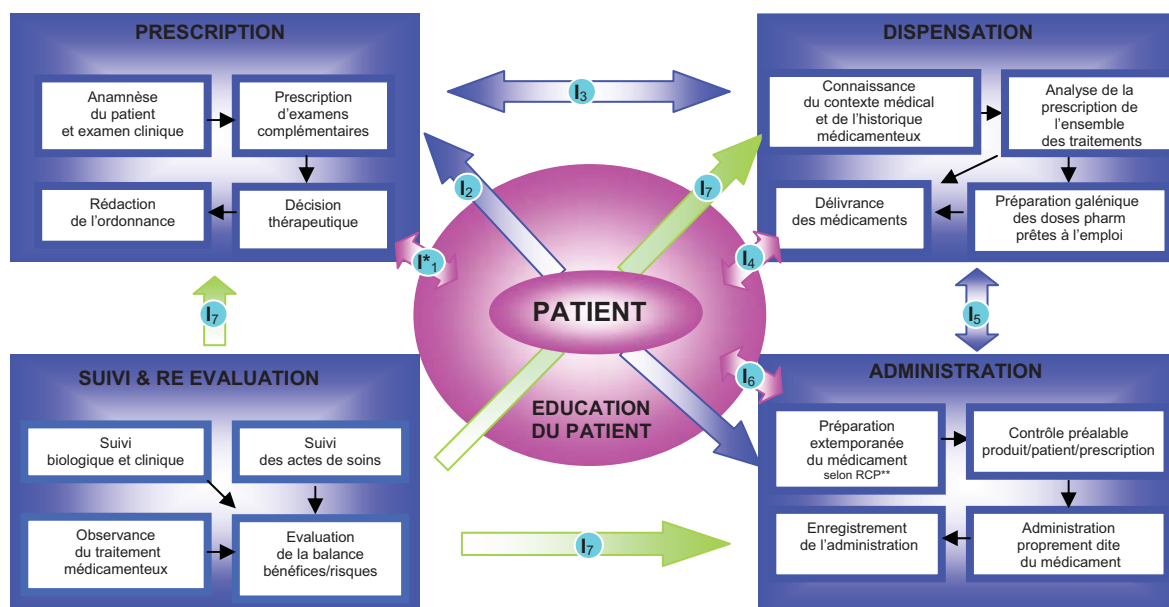 PRESCRIPTION
Anamnèse
du patient
et examen clinique
Prescription
d'examens
complémentaires
Rédaction
de l'ordonnance
Décision
thérapeutique
I3
I2
I7
I*1
I4
DISPENSATION
Connaissance
du contexte médical
et de l'historique
médicamenteux
Analyse de la
prescription de
l'ensemble
des traitements
Délivrance
des médicaments
Préparation galénique
des doses pharm
prêtes à l'emploi
PATIENT
EDUCATION
DU PATIENT
I7
I5
I6
SUIVI & RE EVALUATION
Suivi
biologique et clinique
Suivi
des actes de soins
Observance
du traitement
médicamenteux
Evaluation
de la balance
bénéfices/risques
I7
ADMINISTRATION
Préparation
extemporanée
du médicament
selon RCP**
Contrôle préalable
produit/patient/prescription
Enregistrement
de l'administration
Administration
proprement dite
du médicament